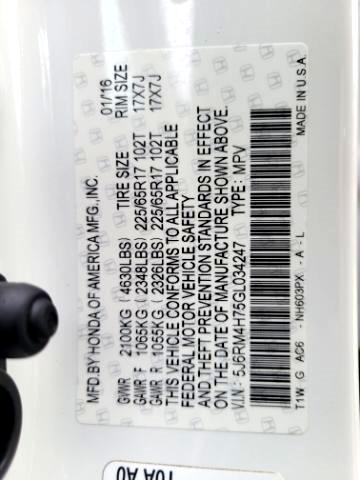 MFD.BY HONDA OF AMERICA MFG.,INC. 01/16
TIRE SIZE RIM SIZE
GVWR 2100KG (4630LBS)
GAWR F 1065KG (2348LBS) 225/65R17 102T 17X7J
GAWR R 1055KG (2326LBS) 225/65R17 102T 17X7J
THIS VEHICLE CONFORMS TO ALL APPLICABLE
FEDERAL MOTOR VEHICLE SAFETY
AND THEFT PREVENTION STANDARDS IN EFFECT
ON THE DATE OF MANUFACTURE SHOWN ABOVE.
V.I.N.: 5J6RM4H75GL034247 TYPE: MPV
T1W G AC6 - NH603PX - A - L MADE IN U.S.A.